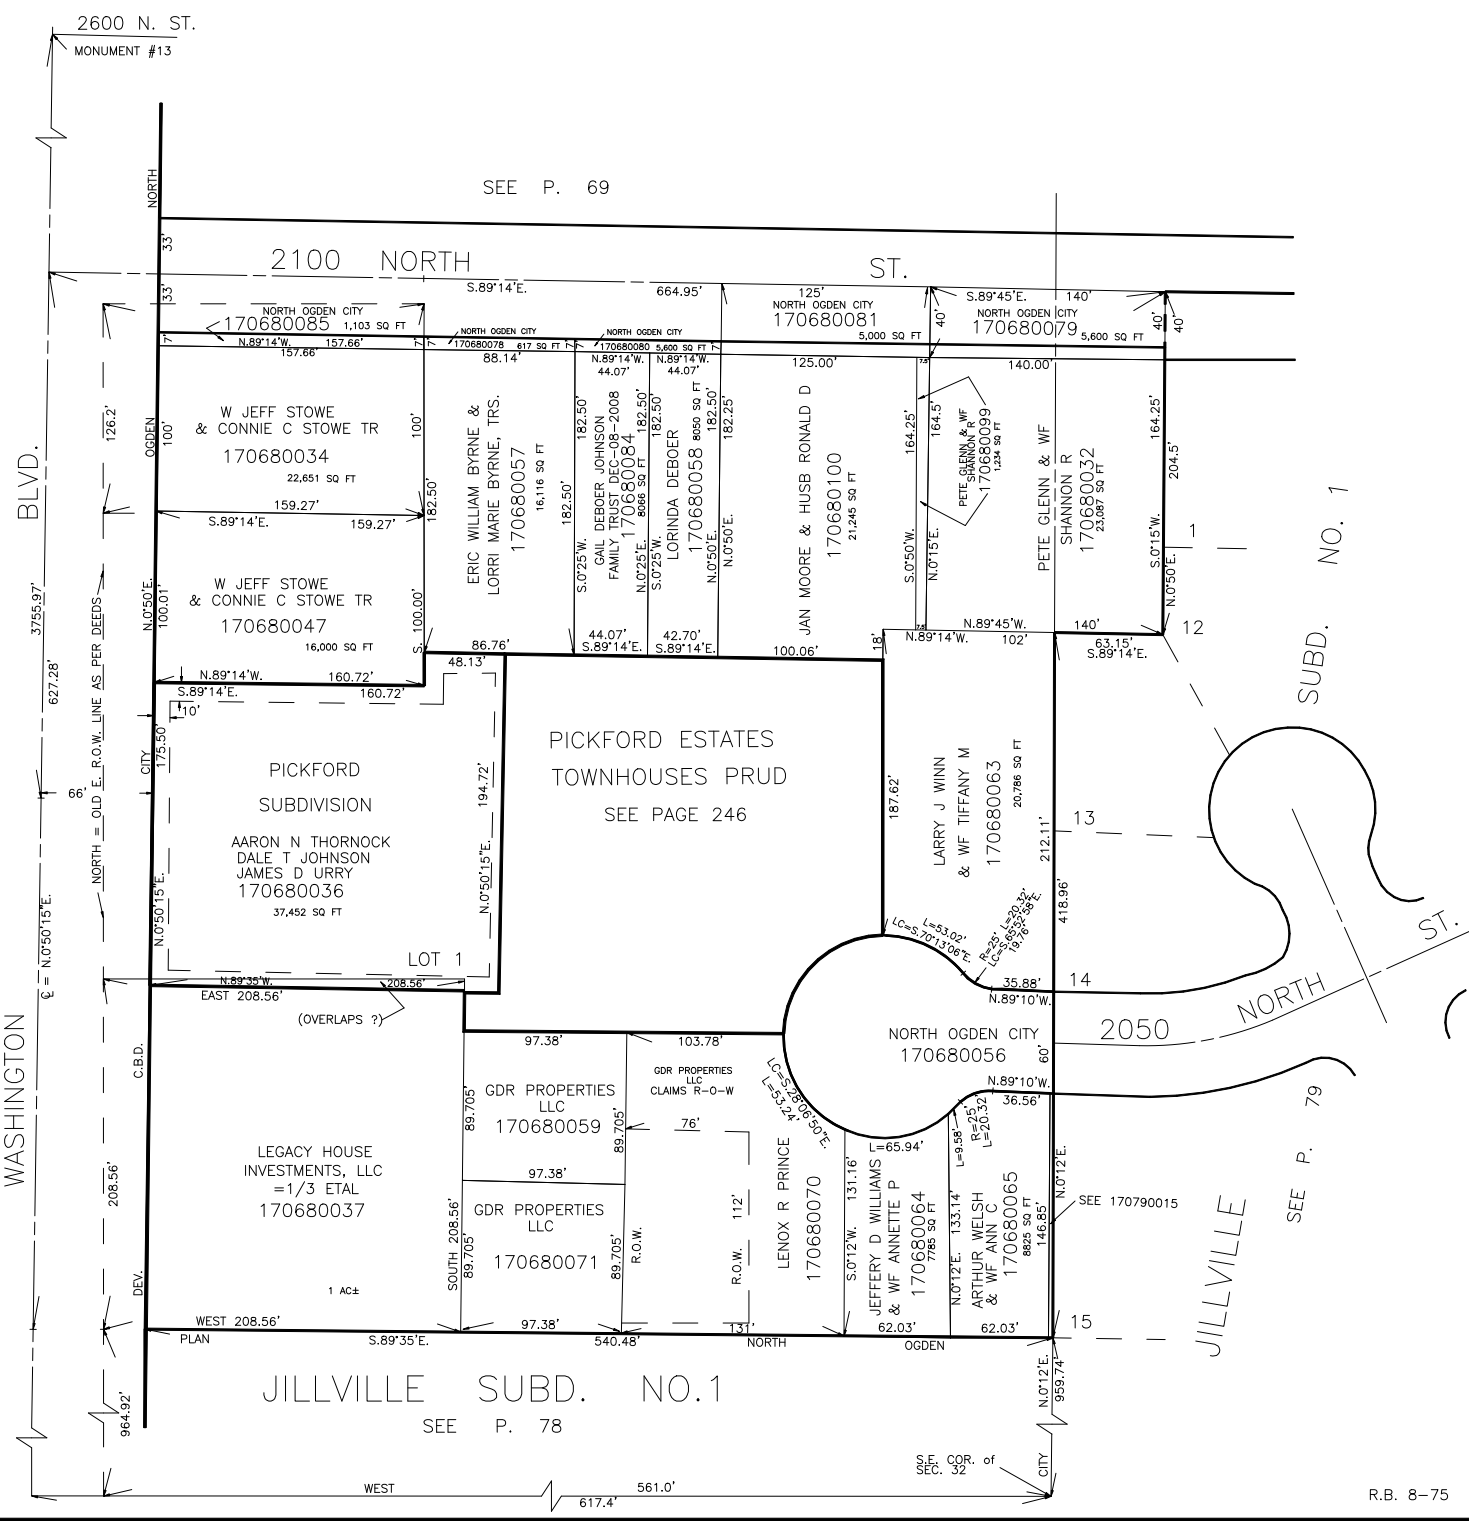 2600 N. ST.
MONUMENT #13
SEE P. 69
NORTH
33'
33'
2100 NORTH ST.
S.89°14'E. 664.95'
125'
S.89°45'E. 140'
NORTH OGDEN CITY
170680085 1,103 SQ FT
NORTH OGDEN CITY
170680081
5,000 SQ FT
40'
NORTH OGDEN CITY
170680079
5,600 SQ FT
40'
40'
NORTH OGDEN CITY
170680078 617 SQ FT
NORTH OGDEN CITY
170680080 5,600 SQ FT
7'
7'
7'
7'
7'
N.89°14'W. 157.66'
157.66'
88.14'
N.89°14'W.
44.07'
N.89°14'W.
44.07'
125.00'
7.5'
140.00'
126.2'
OGDEN
100'
W JEFF STOWE
& CONNIE C STOWE TR
170680034
22,651 SQ FT
100'
159.27'
S.89°14'E. 159.27'
182.50'
ERIC WILLIAM BYRNE &
LORRI MARIE BYRNE, TRS.
170680057
16,116 SQ FT
182.50'
S.0°25'W. 182.50'
GAIL DEBOER JOHNSON
FAMILY TRUST DEC-08-2008
170680084
8066 SQ FT
N.0°25'E. 182.50'
S.0°25'W. 182.50'
LORINDA DEBOER
170680058
8050 SQ FT
N.0°50'E. 182.50'
N.0°50'E. 182.25'
JAN MOORE & HUSB RONALD D
170680100
21,245 SQ FT
S.0°50'W. 164.25'
N.0°15'E. 164.5'
PETE GLENN & WF
SHANNON R
170680099
1,234 SQ FT
PETE GLENN & WF
SHANNON R
170680032
23,087 SQ FT
S.0°15'W. 164.25'
N.0°50'E. 204.5'
1
BLVD.
3755.97'
627.28'
NORTH = OLD E. R.O.W. LINE AS PER DEEDS
N.0°50'E.
100.01'
W JEFF STOWE
& CONNIE C STOWE TR
170680047
16,000 SQ FT
S. 100.00'
N.89°14'W. 160.72'
S.89°14'E. 160.72'
86.76'
44.07'
S.89°14'E.
42.70'
S.89°14'E.
100.06'
18'
7.5'
N.89°45'W. 140'
N.89°14'W. 102'
63.15'
S.89°14'E.
12
48.13'
10'
66'
CITY
175.50'
N.0°50'15"E.
PICKFORD
SUBDIVISION
AARON N THORNOCK
DALE T JOHNSON
JAMES D URRY
170680036
37,452 SQ FT
LOT 1
N.0°50'15"E. 194.72'
PICKFORD ESTATES
TOWNHOUSES PRUD
SEE PAGE 246
187.62'
LARRY J WINN
& WF TIFFANY M
170680063
20,786 SQ FT
212.11'
418.96'
13
SUBD. NO. 1
L=53.02'
LC=S.70°13'06"E.
R=25' L=20.32'
LC=S.65°52'58"E.
19.76'
35.88'
N.89°10'W.
14
℄ = N.0°50'15"E.
N.89°35'W. 208.56'
EAST 208.56'
(OVERLAPS ?)
NORTH OGDEN CITY
170680056
60'
2050 NORTH ST.
WASHINGTON
C.B.D.
97.38'
103.78'
GDR PROPERTIES
LLC
170680059
89.705'
89.705'
97.38'
GDR PROPERTIES
LLC
CLAIMS R-O-W
76'
LC=S.28°06'50"E.
L=53.24'
L=65.94'
L=9.58'
R=25'
L=20.32
N.89°10'W.
36.56'
LEGACY HOUSE
INVESTMENTS, LLC
=1/3 ETAL
170680037
1 AC±
208.56'
SOUTH 208.56'
GDR PROPERTIES
LLC
170680071
89.705'
89.705'
R.O.W.
R.O.W. 112'
LENOX R PRINCE
170680070
S.0°12'W. 131.16'
JEFFERY D WILLIAMS
& WF ANNETTE P
170680064
7785 SQ FT
N.0°12'E. 133.14'
ARTHUR WELSH
& WF ANN C
170680065
8825 SQ FT
146.85'
N.0°12'E.
SEE 170790015
JILLVILLE
SEE P. 79
DEV.
WEST 208.56'
97.38'
131'
62.03'
62.03'
15
PLAN
S.89°35'E. 540.48'
NORTH
OGDEN
JILLVILLE SUBD. NO.1
SEE P. 78
964.92'
N.0°12'E.
959.74'
CITY
S.E. COR. of
SEC. 32
WEST 561.0'
617.4'
R.B. 8-75